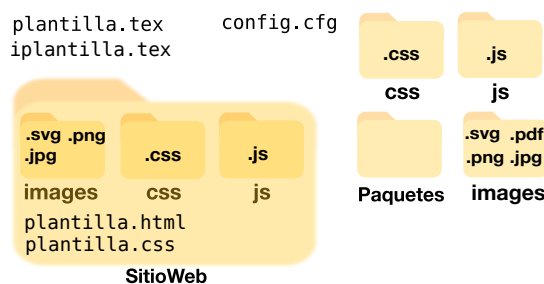 plantilla.tex
iplantilla.tex
config.cfg
.css
css
.js
js
.svg .png
.jpg
images
.css
css
.js
js
plantilla.html
plantilla.css
SitioWeb
Paquetes
.svg .pdf
.png .jpg
images